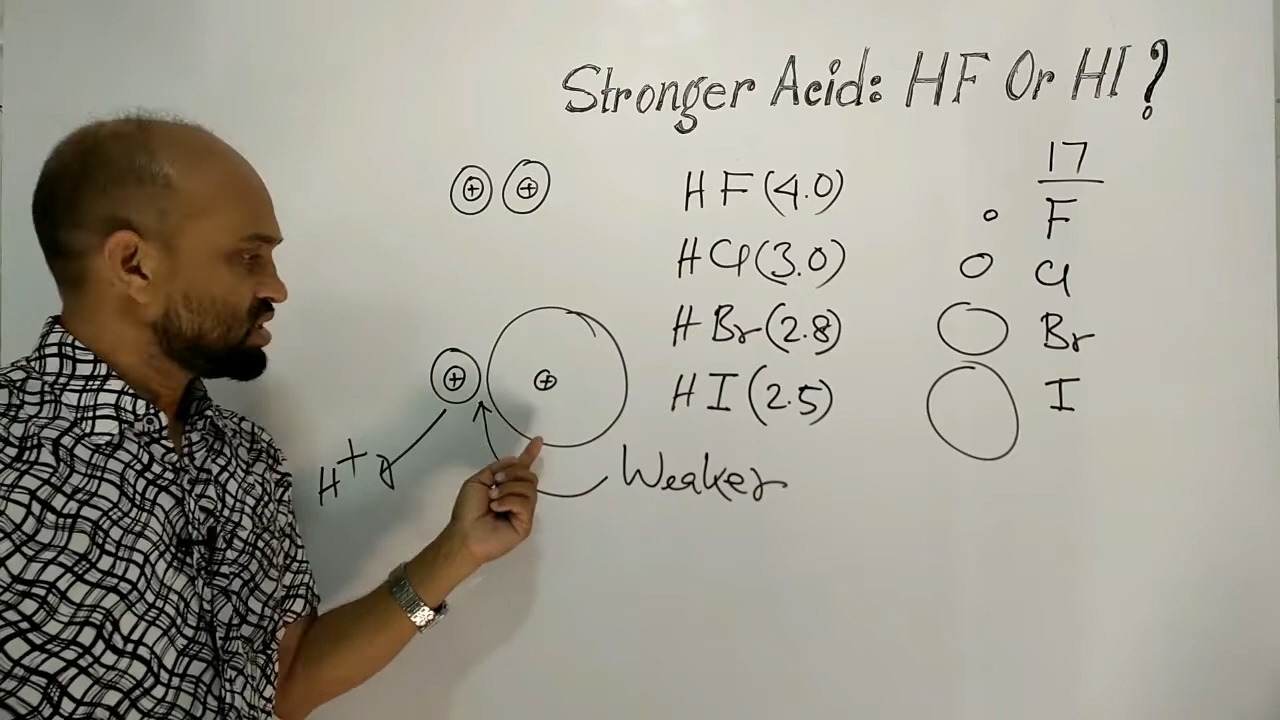 Stronger Acid: HF Or HI?
17
HF(4.0)
F
HCl(3.0)
Cl
HBr(2.8)
Br
HI(2.5)
I
+ +
+ +
H+
Weaker